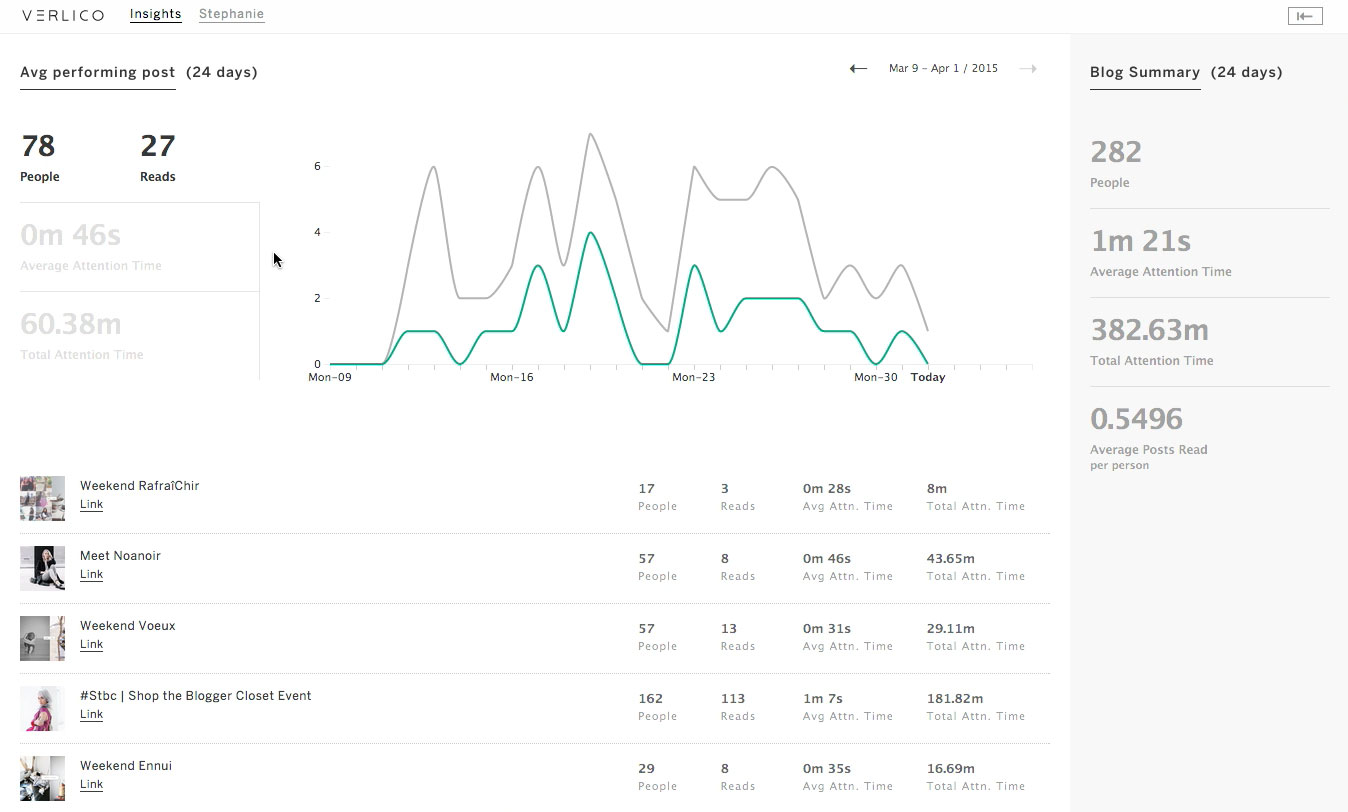 VERLICO Insights Stephanie
Avg performing post (24 days)
Mar 9 – Apr 1 / 2015
78 27
People Reads
0m 46s
Average Attention Time
60.38m
Total Attention Time
6
4
2
0
Mon–09 Mon–16 Mon–23 Mon–30 Today
Weekend RafraîChir
Link
17 3 0m 28s 8m
People Reads Avg Attn. Time Total Attn. Time
Meet Noanoir
Link
57 8 0m 46s 43.65m
People Reads Avg Attn. Time Total Attn. Time
Weekend Voeux
Link
57 13 0m 31s 29.11m
People Reads Avg Attn. Time Total Attn. Time
#Stbc | Shop the Blogger Closet Event
Link
162 113 1m 7s 181.82m
People Reads Avg Attn. Time Total Attn. Time
Weekend Ennui
Link
29 8 0m 35s 16.69m
People Reads Avg Attn. Time Total Attn. Time
Blog Summary (24 days)
282
People
1m 21s
Average Attention Time
382.63m
Total Attention Time
0.5496
Average Posts Read
per person